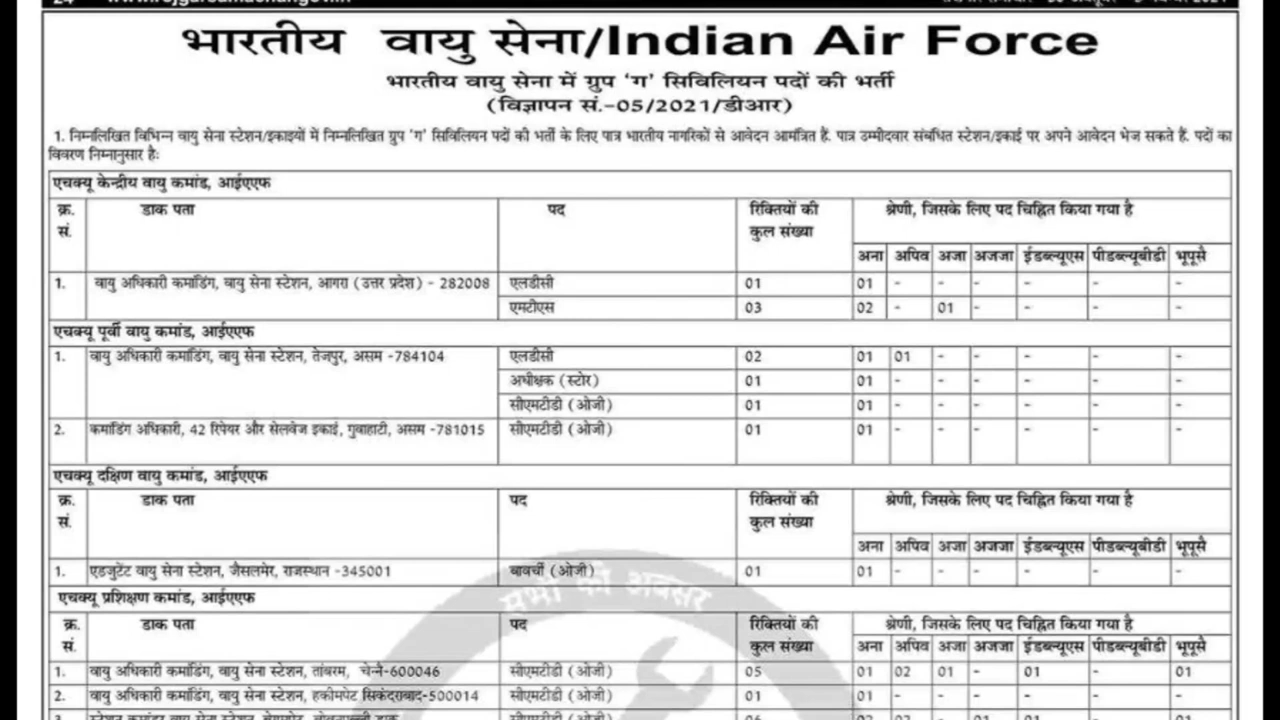 24
भारतीय वायु सेना/Indian Air Force
भारतीय वायु सेना में ग्रुप ‘ग’ सिविलियन पदों की भर्ती
(विज्ञापन सं.-05/2021/डीआर)
1. निम्नलिखित विभिन्न वायु सेना स्टेशन/इकाइयों में निम्नलिखित ग्रुप ‘ग’ सिविलियन पदों की भर्ती के लिए पात्र भारतीय नागरिकों से आवेदन आमंत्रित हैं. पात्र उम्मीदवार संबंधित स्टेशन/इकाई पर अपने आवेदन भेज सकते हैं. पदों का
विवरण निम्नानुसार है:
एचक्यू केन्द्रीय वायु कमांड, आईएएफ
क्र. सं. डाक पता पद रिक्तियों की कुल संख्या श्रेणी, जिसके लिए पद चिह्नित किया गया है
अना अपिव अजा अजजा ईडब्ल्यूएस पीडब्ल्यूबीडी भूपूसै
1. वायु अधिकारी कमांडिंग, वायु सेना स्टेशन, आगरा (उत्तर प्रदेश) - 282008 एलडीसी 01 01 - - - - - -
एमटीएस 03 02 - 01 - - - -
एचक्यू पूर्वी वायु कमांड, आईएएफ
1. वायु अधिकारी कमांडिंग, वायु सेना स्टेशन, तेजपुर, असम -784104 एलडीसी 02 01 01 - - - - -
अधीक्षक (स्टोर) 01 01 - - - - - -
सीएमटीडी (ओजी) 01 01 - - - - - -
2. कमांडिंग अधिकारी, 42 रिपेयर और सेलवेज इकाई, गुवाहाटी, असम -781015 सीएमटीडी (ओजी) 01 01 - - - - - -
एचक्यू दक्षिण वायु कमांड, आईएएफ
क्र. सं. डाक पता पद रिक्तियों की कुल संख्या श्रेणी, जिसके लिए पद चिह्नित किया गया है
अना अपिव अजा अजजा ईडब्ल्यूएस पीडब्ल्यूबीडी भूपूसै
1. एडजुटेंट वायु सेना स्टेशन, जैसलमेर, राजस्थान -345001 बावर्ची (ओजी) 01 01 - - - - - -
सभी को अवसर
एचक्यू प्रशिक्षण कमांड, आईएएफ
क्र. सं. डाक पता पद रिक्तियों की कुल संख्या श्रेणी, जिसके लिए पद चिह्नित किया गया है
अना अपिव अजा अजजा ईडब्ल्यूएस पीडब्ल्यूबीडी भूपूसै
1. वायु अधिकारी कमांडिंग, वायु सेना स्टेशन, तांबरम, चेन्नै-600046 सीएमटीडी (ओजी) 05 01 02 01 - 01 - 01
2. वायु अधिकारी कमांडिंग, वायु सेना स्टेशन, हकीमपेट सिकंदराबाद-500014 सीएमटीडी (ओजी) 01 01 - - - - - -